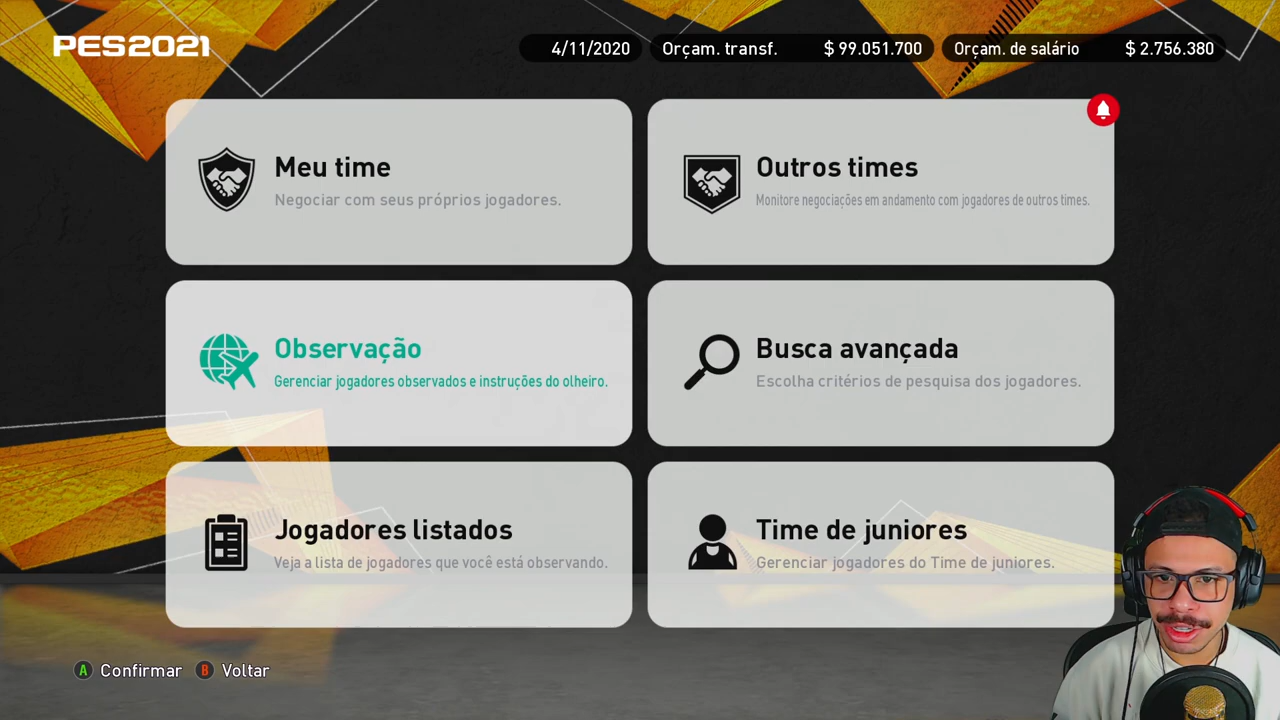 PES2021
4/11/2020 Orçam. transf. $ 99.051.700 Orçam. de salário $ 2.756.380
Meu time
Negociar com seus próprios jogadores.
Outros times
Monitore negociações em andamento com jogadores de outros times.
Observação
Gerenciar jogadores observados e instruções do olheiro.
Busca avançada
Escolha critérios de pesquisa dos jogadores.
Jogadores listados
Veja a lista de jogadores que você está observando.
Time de juniores
Gerenciar jogadores do Time de juniores.
A Confirmar B Voltar